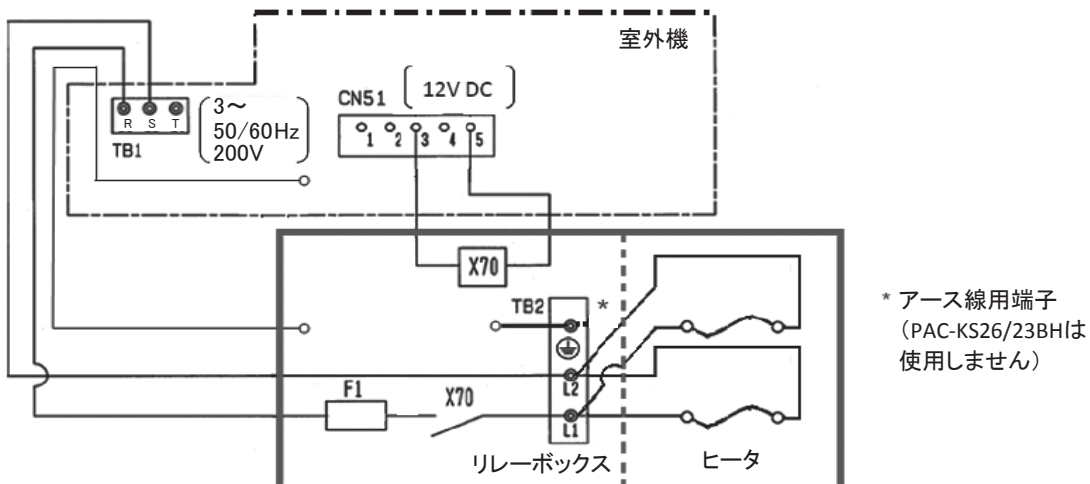 室外機
CN51
12V DC
R S T
TB1
3～
50/60Hz
200V
1 2 3 4 5
X70
TB2
*
L2
F1
X70
L1
リレーボックス
ヒータ
* アース線用端子
（PAC-KS26/23BHは
使用しません）